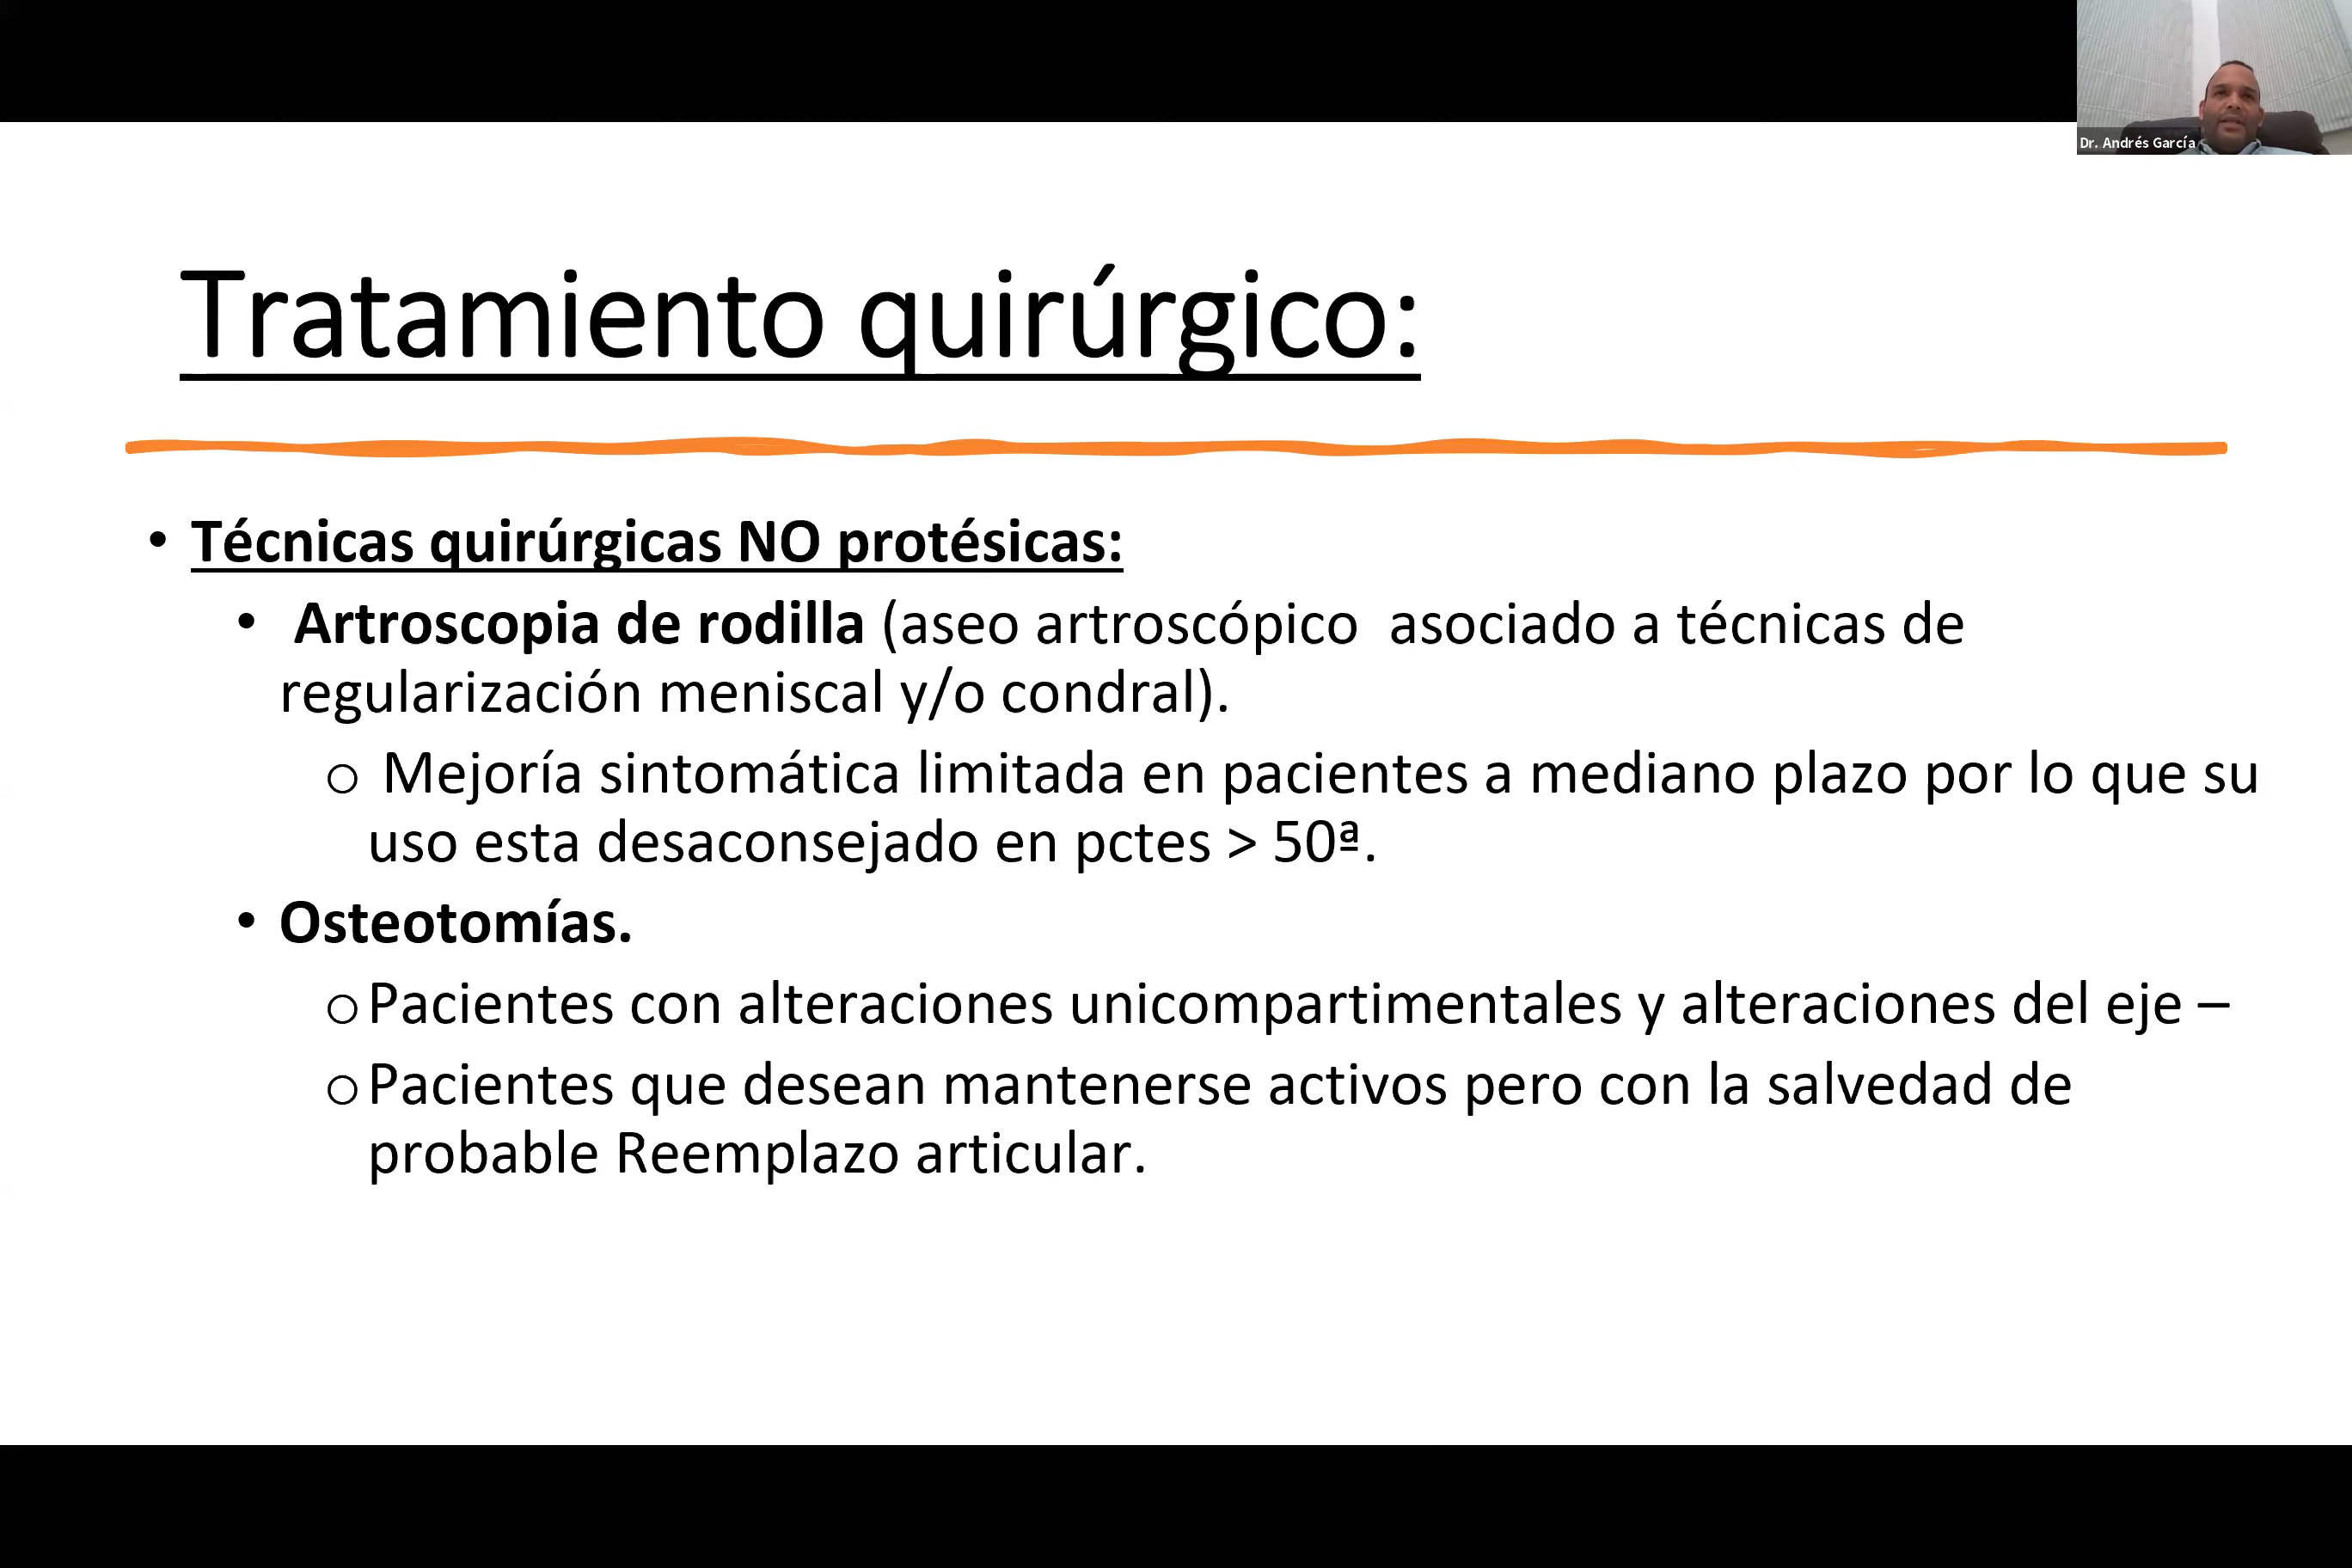 Dr. Andrés García
Tratamiento quirúrgico:
• Técnicas quirúrgicas NO protésicas:
• Artroscopia de rodilla (aseo artroscópico asociado a técnicas de
regularización meniscal y/o condral).
o Mejoría sintomática limitada en pacientes a mediano plazo por lo que su
uso esta desaconsejado en pctes > 50ª.
• Osteotomías.
o Pacientes con alteraciones unicompartimentales y alteraciones del eje –
o Pacientes que desean mantenerse activos pero con la salvedad de
probable Reemplazo articular.